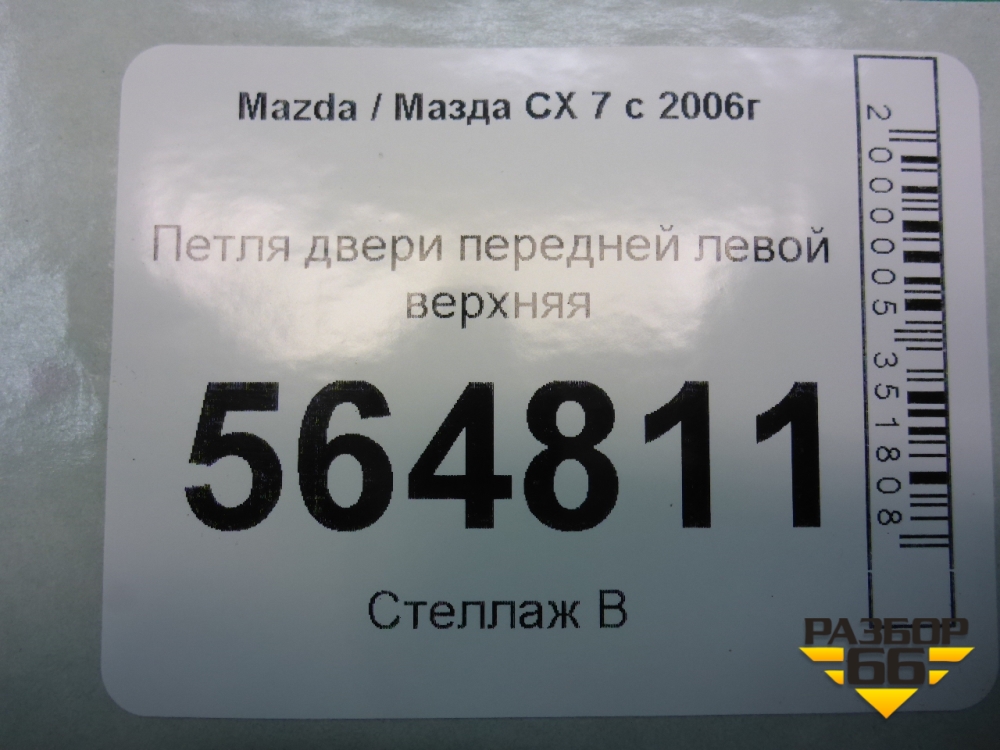 Mazda / Мазда CX 7 с 2006г
Петля двери передней левой
верхняя
564811
Стеллаж В
2000005351808
РАЗБОР
66